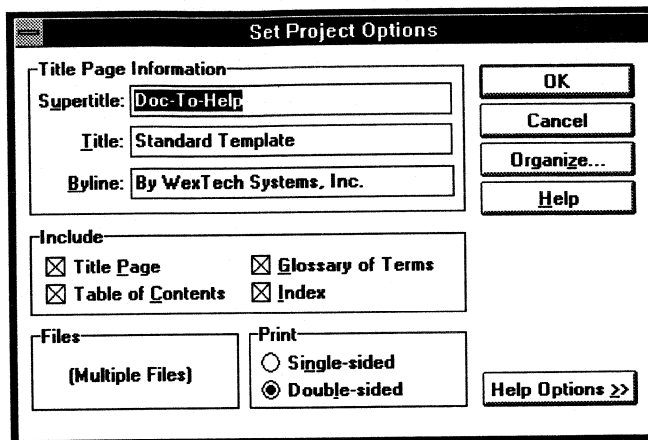 Set Project Options
Title Page Information
Supertitle: Doc-To-Help
Title: Standard Template
Byline: By WexTech Systems, Inc.
OK
Cancel
Organize...
Help
Include
Title Page
Glossary of Terms
Table of Contents
Index
Files
(Multiple Files)
Print
Single-sided
Double-sided
Help Options >>